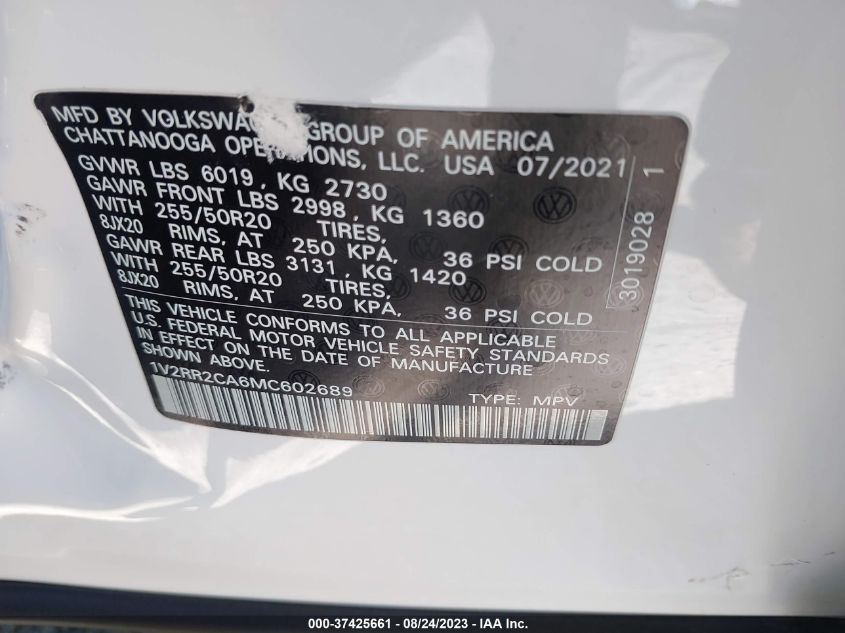 MFD BY VOLKSWAG GROUP OF AMERICA
CHATTANOOGA OPERATIONS, LLC. USA 07/2021
GVWR LBS 6019, KG 2730
GAWR FRONT LBS 2998, KG 1360
WITH 255/50R20 TIRES,
8JX20 RIMS, AT 250 KPA, 36 PSI COLD
GAWR REAR LBS 3131, KG 1420
WITH 255/50R20 TIRES,
8JX20 RIMS, AT 250 KPA, 36 PSI COLD
THIS VEHICLE CONFORMS TO ALL APPLICABLE
U.S. FEDERAL MOTOR VEHICLE SAFETY STANDARDS
IN EFFECT ON THE DATE OF MANUFACTURE
SHOWN ABOVE.
1V2RR2CA6MC602689
TYPE: MPV
3019028 1
000-37425661 - 08/24/2023 - IAA Inc.